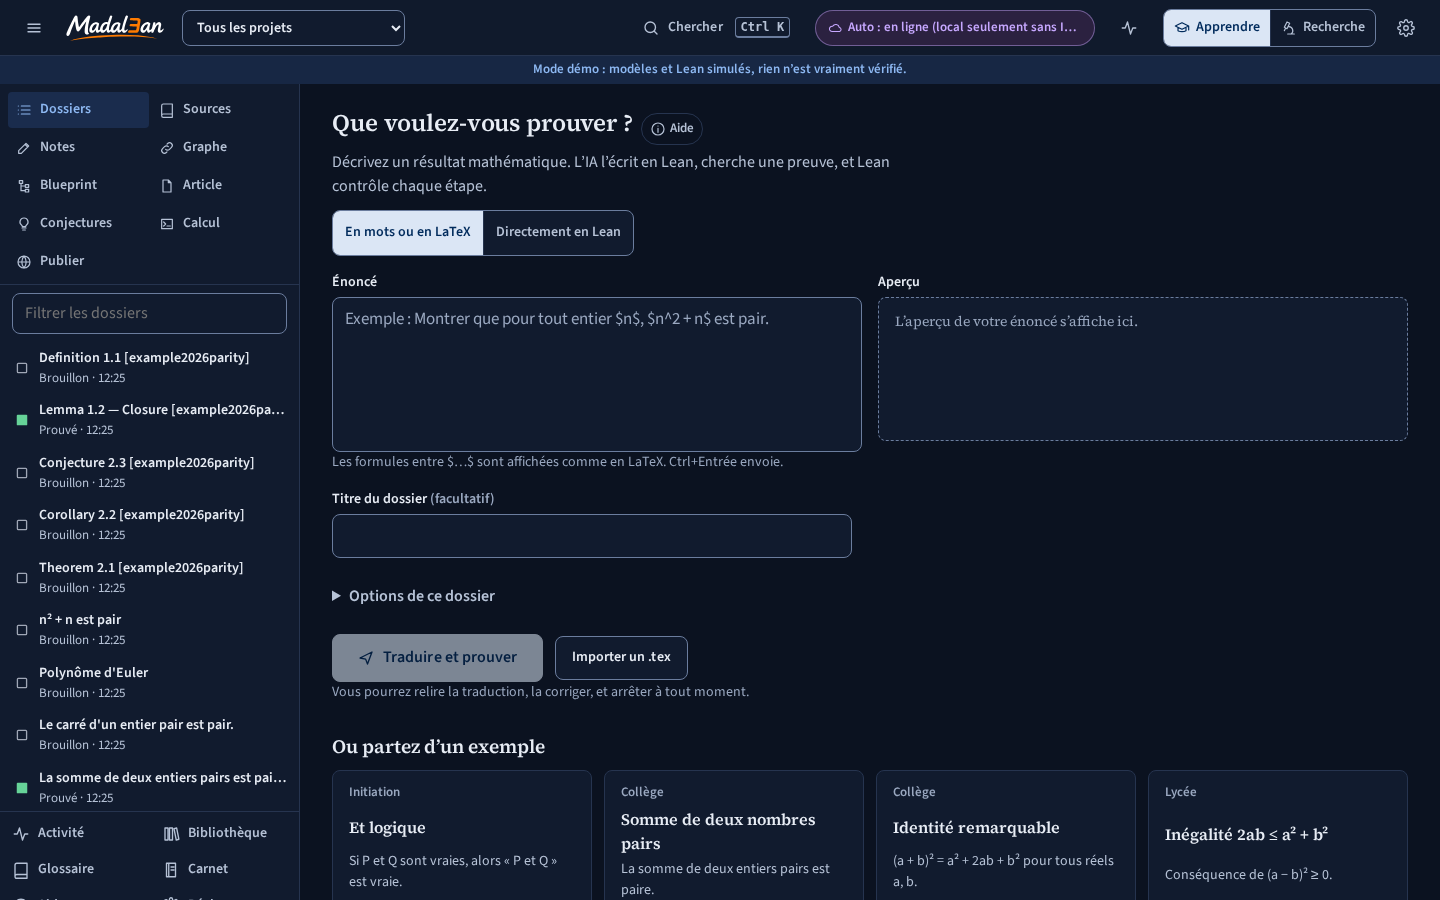 MadalƎan
Tous les projets
Chercher
Ctrl K
Auto : en ligne (local seulement sans I…
Apprendre
Recherche
Mode démo : modèles et Lean simulés, rien n’est vraiment vérifié.
Dossiers
Sources
Notes
Graphe
Blueprint
Article
Conjectures
Calcul
Publier
Filtrer les dossiers
Definition 1.1 [example2026parity]
Brouillon · 12:25
Lemma 1.2 — Closure [example2026pa…
Prouvé · 12:25
Conjecture 2.3 [example2026parity]
Brouillon · 12:25
Corollary 2.2 [example2026parity]
Brouillon · 12:25
Theorem 2.1 [example2026parity]
Brouillon · 12:25
n² + n est pair
Brouillon · 12:25
Polynôme d'Euler
Brouillon · 12:25
Le carré d'un entier pair est pair.
Brouillon · 12:25
La somme de deux entiers pairs est pai…
Prouvé · 12:25
Activité
Bibliothèque
Glossaire
Carnet
Que voulez-vous prouver ?
Aide
Décrivez un résultat mathématique. L’IA l’écrit en Lean, cherche une preuve, et Lean
contrôle chaque étape.
En mots ou en LaTeX
Directement en Lean
Énoncé
Exemple : Montrer que pour tout entier $n$, $n^2 + n$ est pair.
Les formules entre $…$ sont affichées comme en LaTeX. Ctrl+Entrée envoie.
Aperçu
L’aperçu de votre énoncé s’affiche ici.
Titre du dossier (facultatif)
Options de ce dossier
Traduire et prouver
Importer un .tex
Vous pourrez relire la traduction, la corriger, et arrêter à tout moment.
Ou partez d’un exemple
Initiation
Et logique
Si P et Q sont vraies, alors « P et Q »
est vraie.
Collège
Somme de deux nombres
pairs
La somme de deux entiers pairs est
paire.
Collège
Identité remarquable
(a + b)² = a² + 2ab + b² pour tous réels
a, b.
Lycée
Inégalité 2ab ≤ a² + b²
Conséquence de (a − b)² ≥ 0.